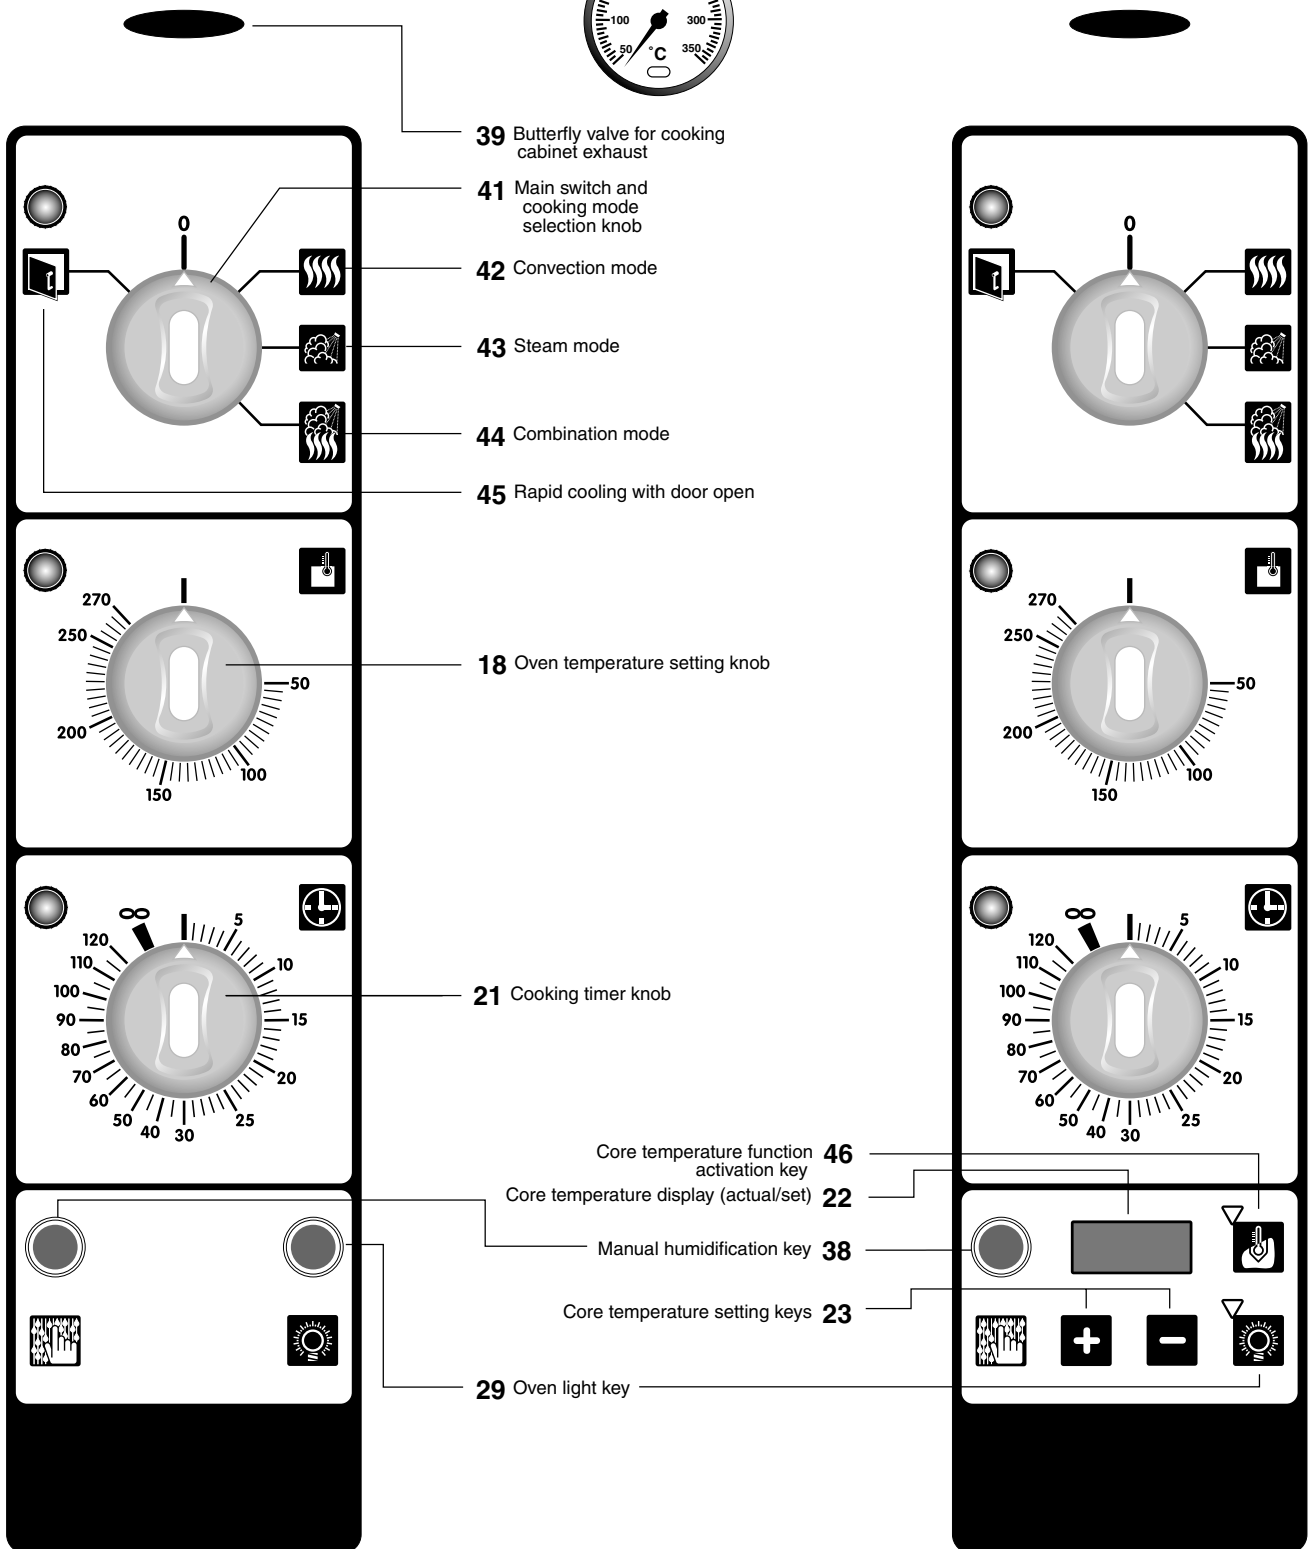 100 300
50 °C 350
39 Butterfly valve for cooking
cabinet exhaust
41 Main switch and
cooking mode
selection knob
0
42 Convection mode
43 Steam mode
44 Combination mode
45 Rapid cooling with door open
0
270
250
200
150
100
50
18 Oven temperature setting knob
270
250
200
150
100
50
∞
5
10
15
20
25
30
40
50
60
70
80
90
100
110
120
21 Cooking timer knob
∞
5
10
15
20
25
30
40
50
60
70
80
90
100
110
120
Core temperature function 46
activation key
Core temperature display (actual/set) 22
Manual humidification key 38
Core temperature setting keys 23
+ −
29 Oven light key